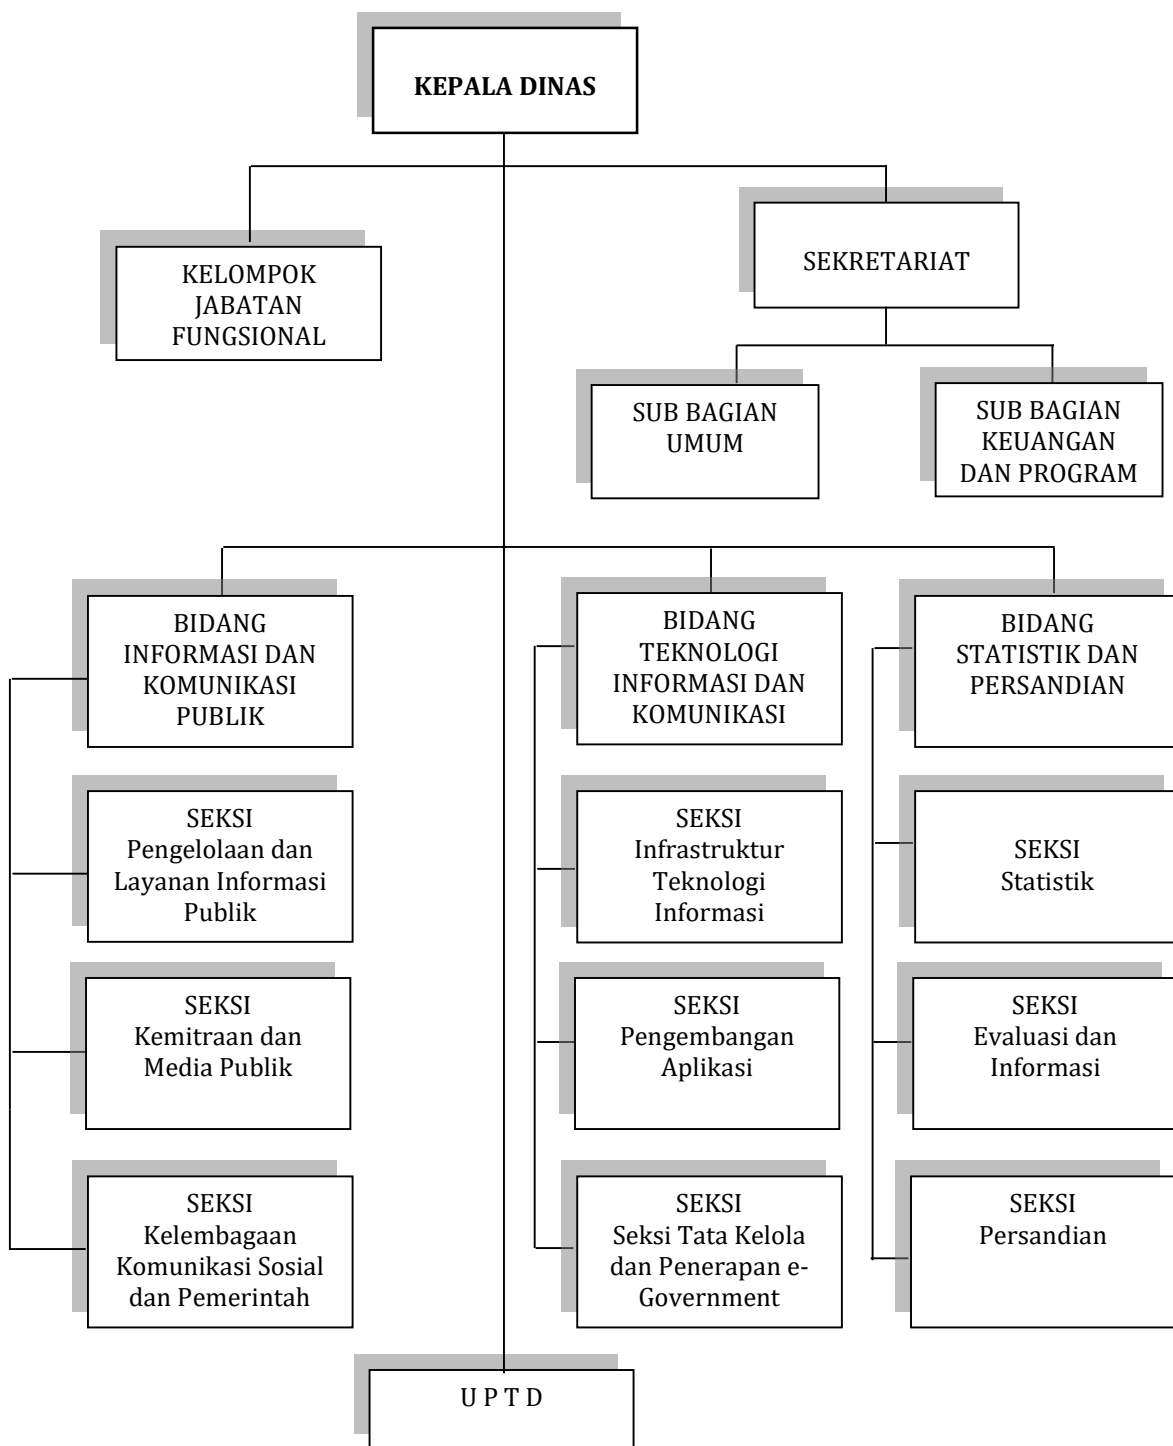 KEPALA DINAS
KELOMPOK
JABATAN
FUNGSIONAL
SEKRETARIAT
SUB BAGIAN
UMUM
SUB BAGIAN
KEUANGAN
DAN PROGRAM
BIDANG
INFORMASI DAN
KOMUNIKASI
PUBLIK
BIDANG
TEKNOLOGI
INFORMASI DAN
KOMUNIKASI
BIDANG
STATISTIK DAN
PERSANDIAN
SEKSI
Pengelolaan dan
Layanan Informasi
Publik
SEKSI
Infrastruktur
Teknologi
Informasi
SEKSI
Statistik
SEKSI
Kemitraan dan
Media Publik
SEKSI
Pengembangan
Aplikasi
SEKSI
Evaluasi dan
Informasi
SEKSI
Kelembagaan
Komunikasi Sosial
dan Pemerintah
SEKSI
Seksi Tata Kelola
dan Penerapan e-
Government
SEKSI
Persandian
U P T D